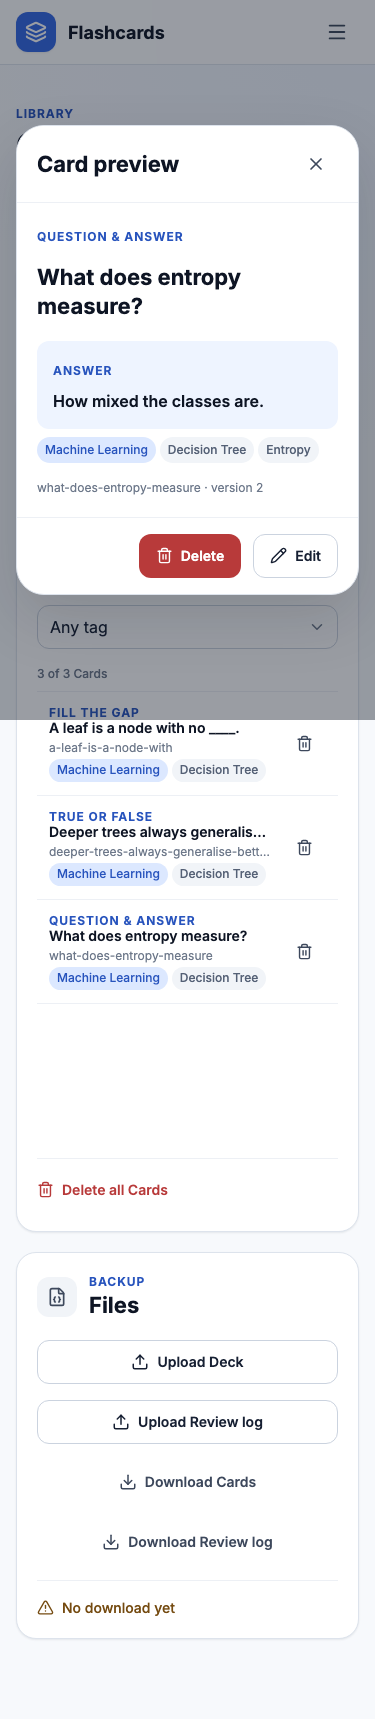 Flashcards
LIBRARY
Card preview
QUESTION & ANSWER
What does entropy
measure?
ANSWER
How mixed the classes are.
Machine Learning Decision Tree Entropy
what-does-entropy-measure · version 2
Delete Edit
Any tag
3 of 3 Cards
FILL THE GAP
A leaf is a node with no ____.
a-leaf-is-a-node-with
Machine Learning Decision Tree
TRUE OR FALSE
Deeper trees always generalis...
deeper-trees-always-generalise-bett...
Machine Learning Decision Tree
QUESTION & ANSWER
What does entropy measure?
what-does-entropy-measure
Machine Learning Decision Tree
Delete all Cards
BACKUP
Files
Upload Deck
Upload Review log
Download Cards
Download Review log
No download yet